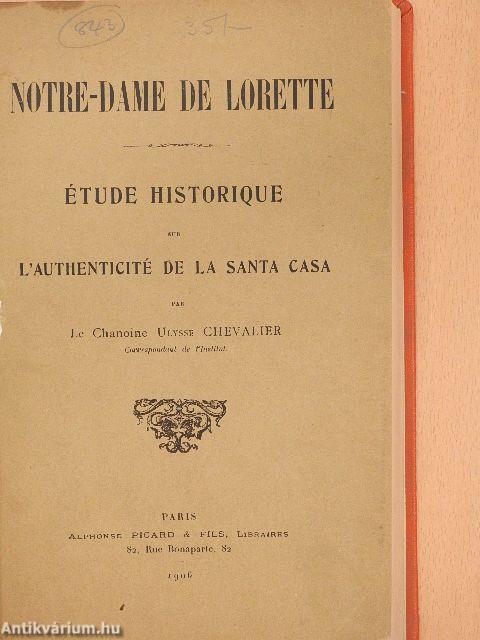 843
35/-
NOTRE-DAME DE LORETTE
ÉTUDE HISTORIQUE
SUR
L'AUTHENTICITÉ DE LA SANTA CASA
PAR
Le Chanoine ULYSSE CHEVALIER
Correspondant de l'Institut.
PARIS
ALPHONSE PICARD & FILS, LIBRAIRES
82, Rue Bonaparte, 82
1906
Antikvárium.hu